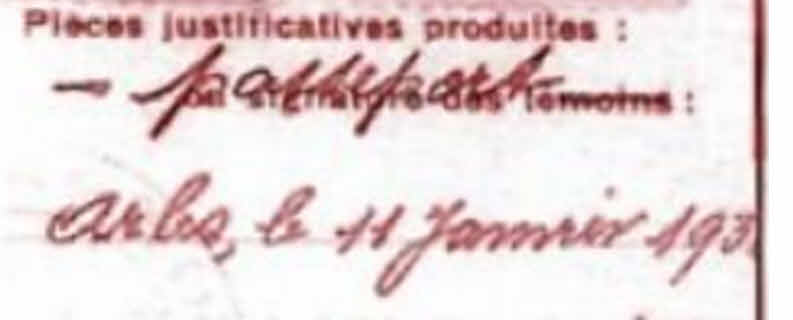 Pièces justificatives produites :
— passeport
ou signature des témoins :
Arles, le 11 Janvier 193